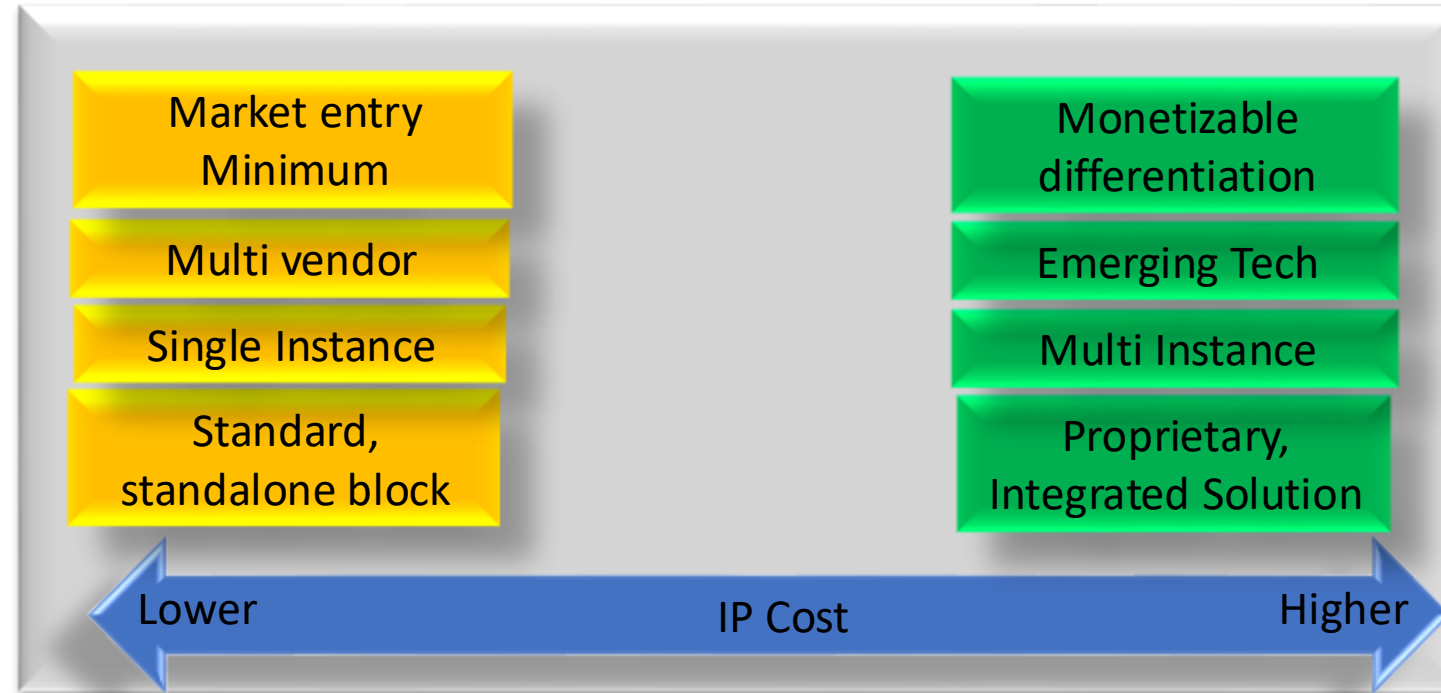 Market entry
Minimum
Multi vendor
Single Instance
Standard,
standalone block
Monetizable
differentiation
Emerging Tech
Multi Instance
Proprietary,
Integrated Solution
Lower
IP Cost
Higher